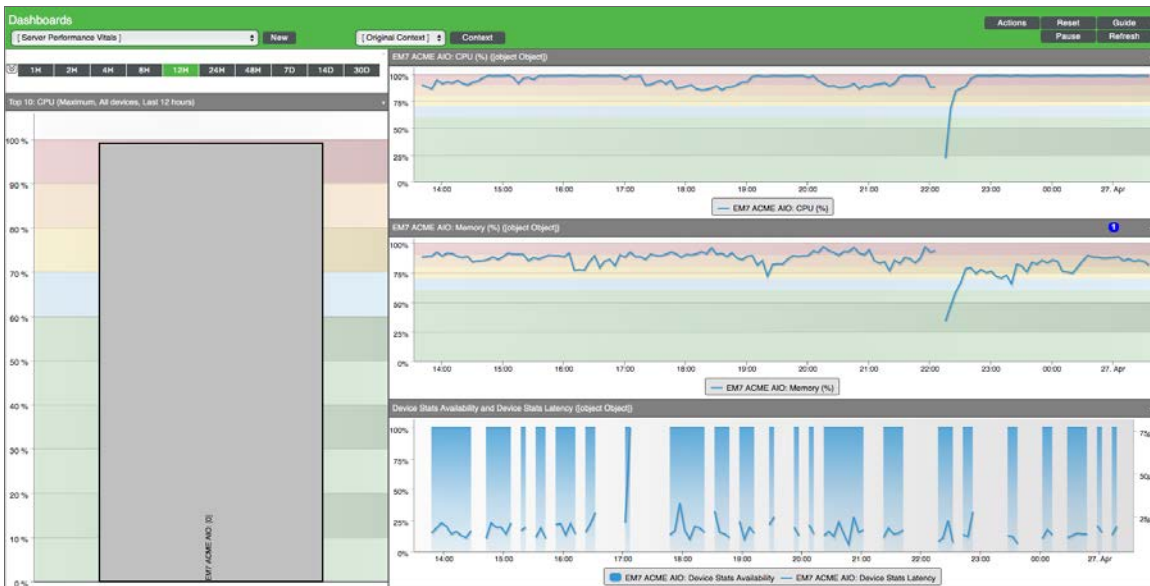 Dashboards
[ Server Performance Vitals ] New [ Original Context ] Context
Actions Reset Guide
Pause Refresh
1H 2H 4H 8H 12H 24H 48H 7D 14D 30D
Top 10: CPU (Maximum, All devices, Last 12 hours)
100 %
90 %
80 %
70 %
60 %
50 %
40 %
30 %
20 %
10 %
0 %
EM7 ACME AIO: [0]
EM7 ACME AIO: CPU (%) ([object Object])
100%
75%
50%
25%
0%
14:00 15:00 16:00 17:00 18:00 19:00 20:00 21:00 22:00 23:00 00:00 27. Apr
EM7 ACME AIO: CPU (%)
EM7 ACME AIO: Memory (%) ([object Object])
1
100%
75%
50%
25%
0%
14:00 15:00 16:00 17:00 18:00 19:00 20:00 21:00 22:00 23:00 00:00 27. Apr
EM7 ACME AIO: Memory (%)
Device Stats Availability and Device Stats Latency ([object Object])
100% 75µ
75% 50µ
50%
25% 25µ
0%
14:00 15:00 16:00 17:00 18:00 19:00 20:00 21:00 22:00 23:00 00:00 27. Apr
EM7 ACME AIO: Device Stats Availability EM7 ACME AIO: Device Stats Latency